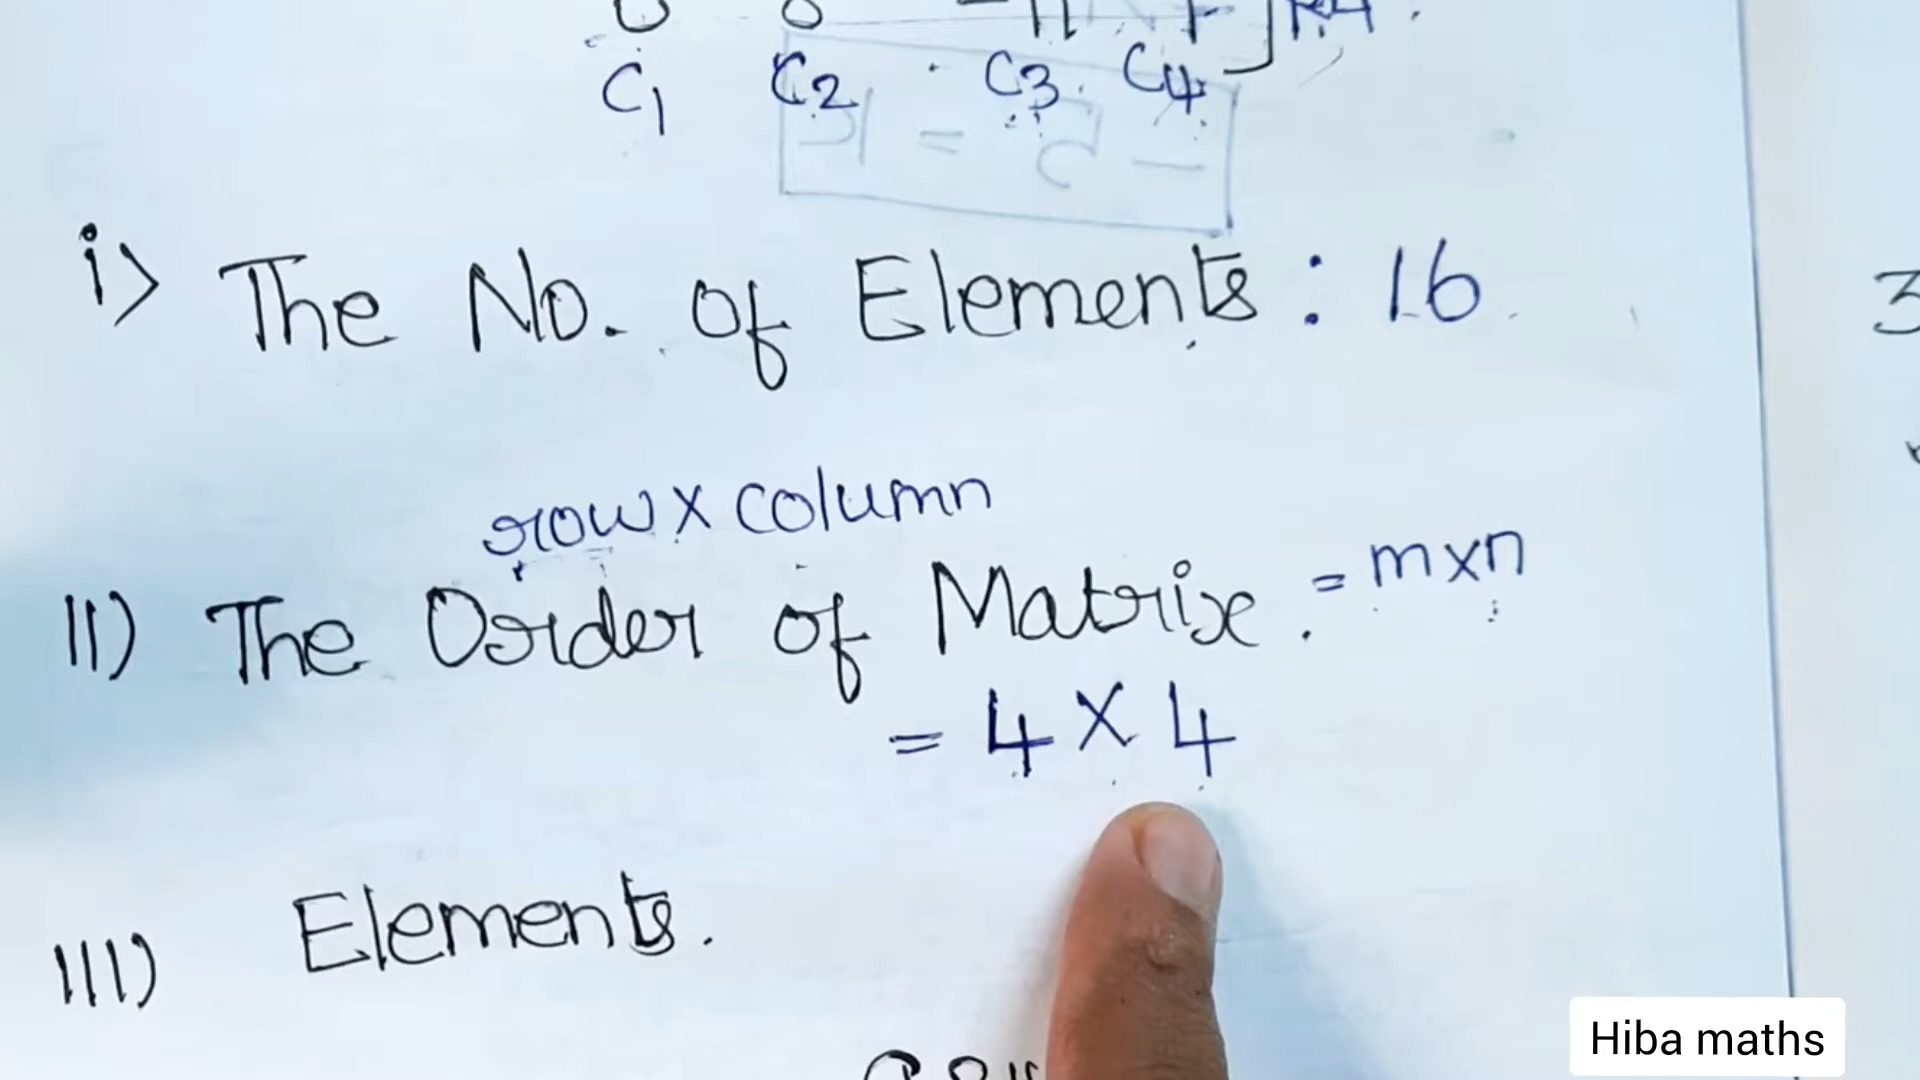 C1 C2 C3 C4
i) The No. of Elements : 16
row x column
II) The Order of Matrix. = m x n
= 4 x 4
III) Elements.
3
Hiba maths